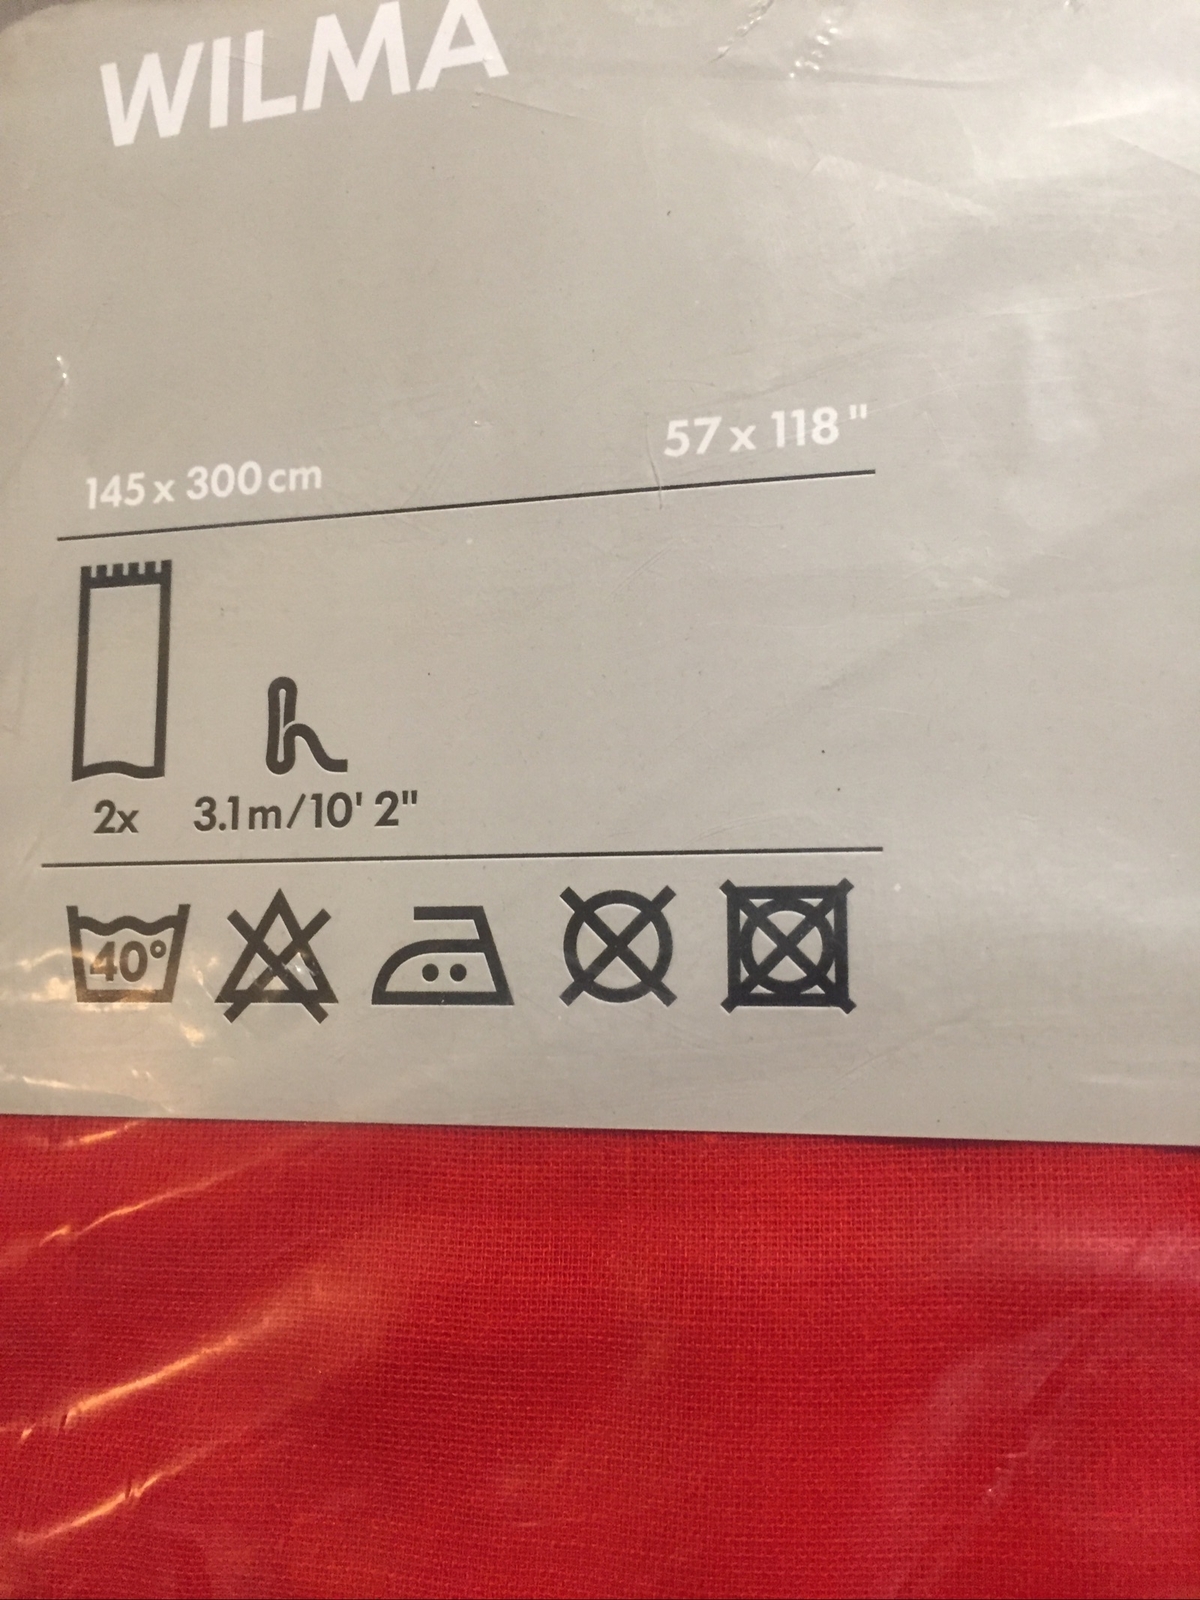 WILMA
145 x 300 cm 57 x 118"
2x 3.1m/10' 2"
40°